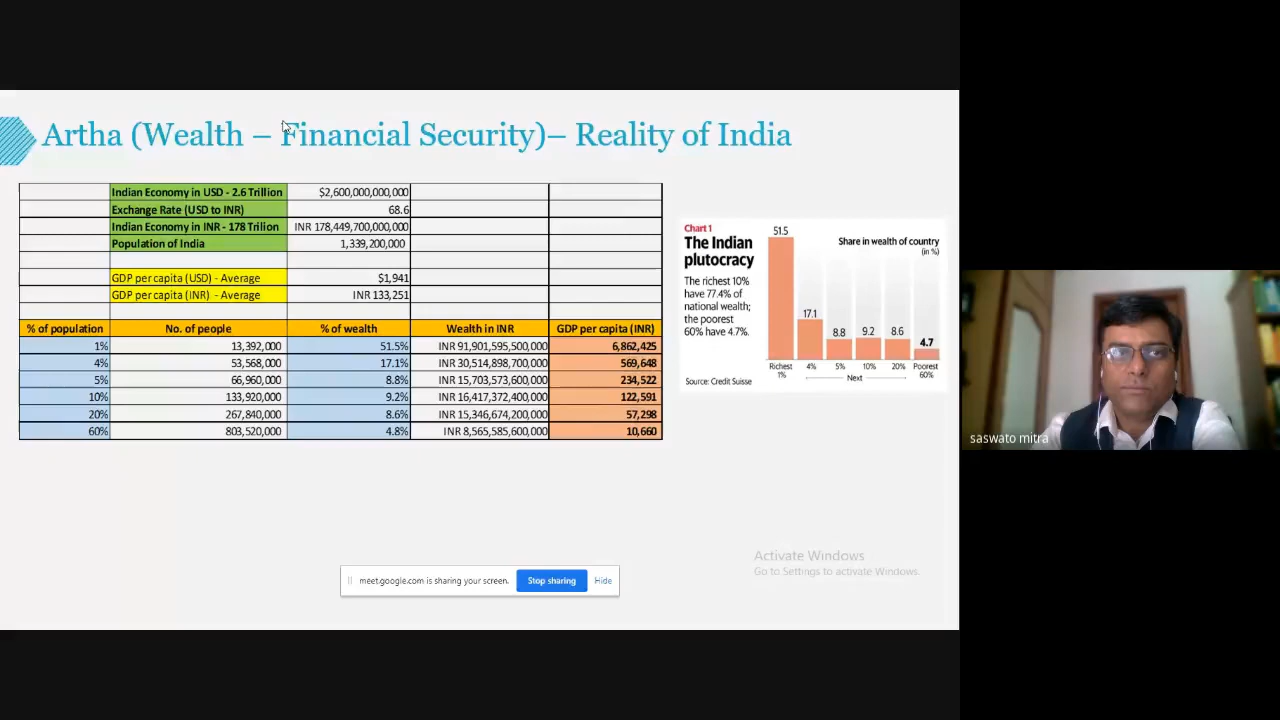 Artha (Wealth – Financial Security)– Reality of India
Indian Economy in USD - 2.6 Trillion $2,600,000,000,000
Exchange Rate (USD to INR) 68.6
Indian Economy in INR - 178 Trilion INR 178,449,700,000,000
Population of India 1,339,200,000
GDP per capita (USD) - Average $1,941
GDP per capita (INR) - Average INR 133,251
% of population No. of people % of wealth Wealth in INR GDP per capita (INR)
1% 13,392,000 51.5% INR 91,901,595,500,000 6,862,425
4% 53,568,000 17.1% INR 30,514,898,700,000 569,648
5% 66,960,000 8.8% INR 15,703,573,600,000 234,522
10% 133,920,000 9.2% INR 16,417,372,400,000 122,591
20% 267,840,000 8.6% INR 15,346,674,200,000 57,298
60% 803,520,000 4.8% INR 8,565,585,600,000 10,660
Chart 1
The Indian
plutocracy
The richest 10%
have 77.4% of
national wealth;
the poorest
60% have 4.7%.
Source: Credit Suisse
Share in wealth of country
(in %)
51.5 17.1 8.8 9.2 8.6 4.7
Richest 4% 5% 10% 20% Poorest
1% Next 60%
saswato mitra
Activate Windows
Go to Settings to activate Windows.
meet.google.com is sharing your screen. Stop sharing Hide